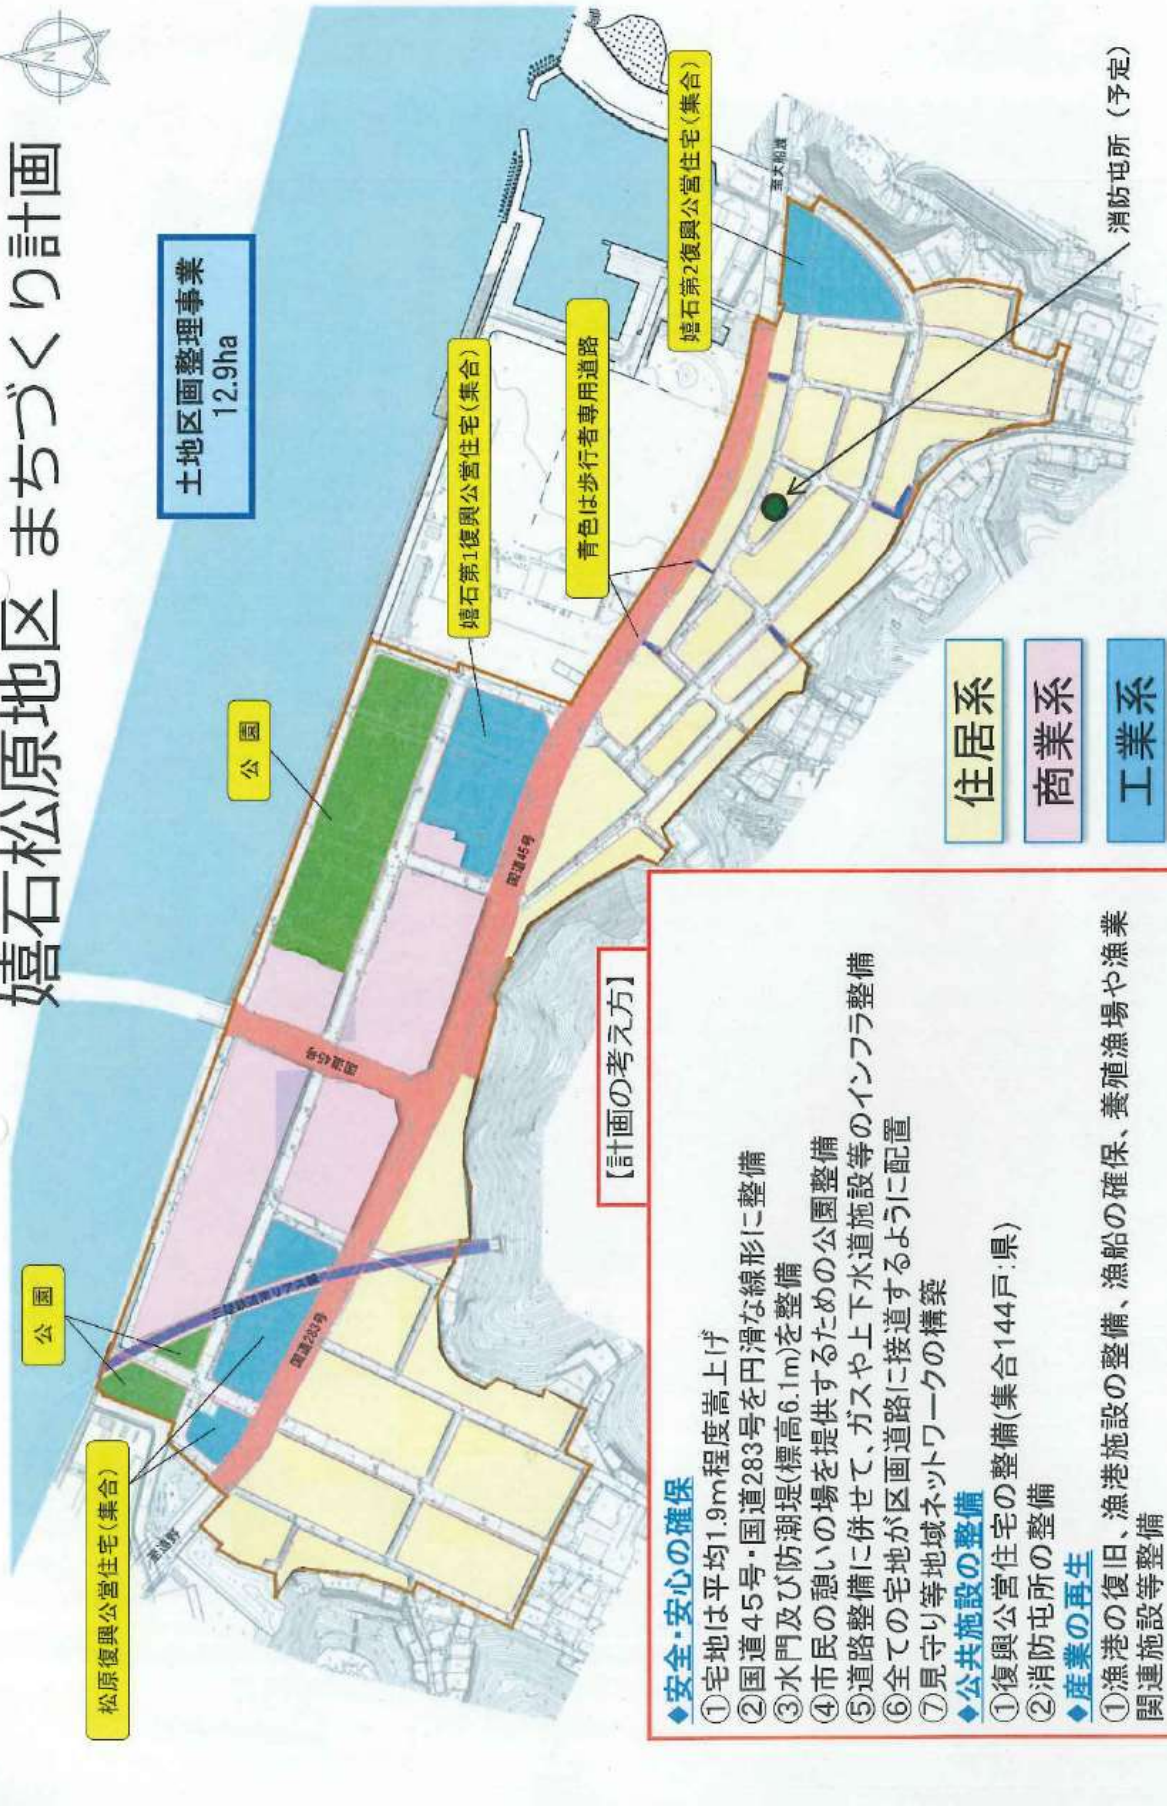 嬉石松原地区 まちづくり計画
N
土地区画整理事業
12.9ha
公 園
公 園
松原復興公営住宅(集合)
嬉石第1復興公営住宅(集合)
青色は歩行者専用道路
嬉石第2復興公営住宅(集合)
消防屯所（予定）
至大船渡
至遠野
国道45号
国道45号
国道283号
住居系
商業系
工業系
【計画の考え方】
◆安全・安心の確保
①宅地は平均1.9m程度嵩上げ
②国道45号・国道283号を円滑な線形に整備
③水門及び防潮堤(標高6.1m)を整備
④市民の憩いの場を提供するための公園整備
⑤道路整備に併せて、ガスや上下水道施設等のインフラ整備
⑥全ての宅地が区画道路に接道するように配置
⑦見守り等地域ネットワークの構築
◆公共施設の整備
①復興公営住宅の整備(集合144戸:県)
②消防屯所の整備
◆産業の再生
①漁港の復旧、漁港施設の整備、漁船の確保、養殖漁場や漁業
関連施設等整備